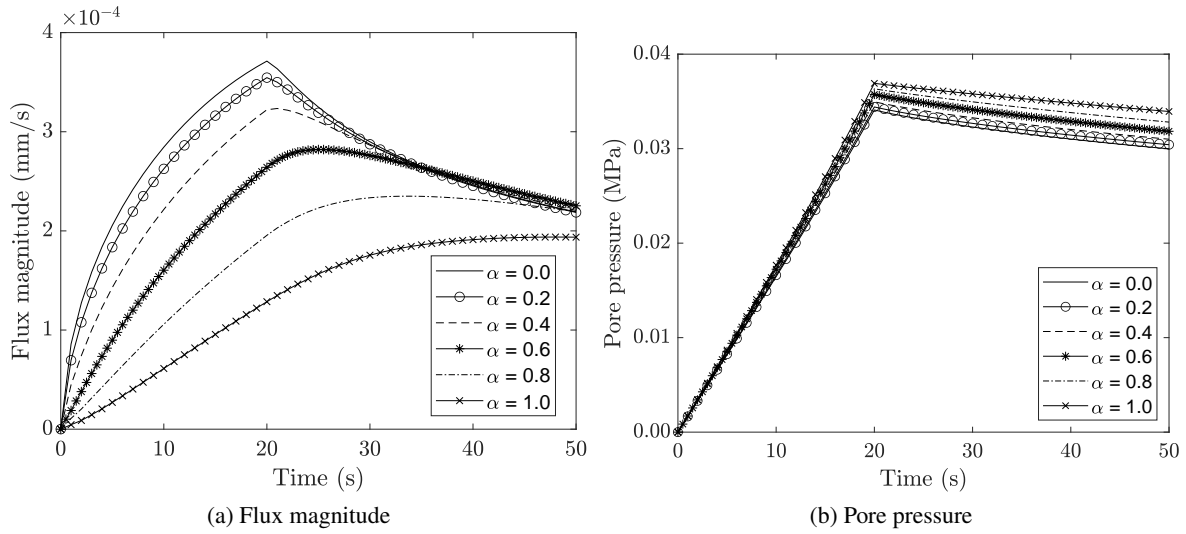 ×10⁻⁴
4
3
2
1
0
Flux magnitude (mm/s)
α = 0.0
α = 0.2
α = 0.4
α = 0.6
α = 0.8
α = 1.0
0 10 20 30 40 50
Time (s)
(a) Flux magnitude
0.04
0.03
0.02
0.01
0.00
Pore pressure (MPa)
α = 0.0
α = 0.2
α = 0.4
α = 0.6
α = 0.8
α = 1.0
0 10 20 30 40 50
Time (s)
(b) Pore pressure